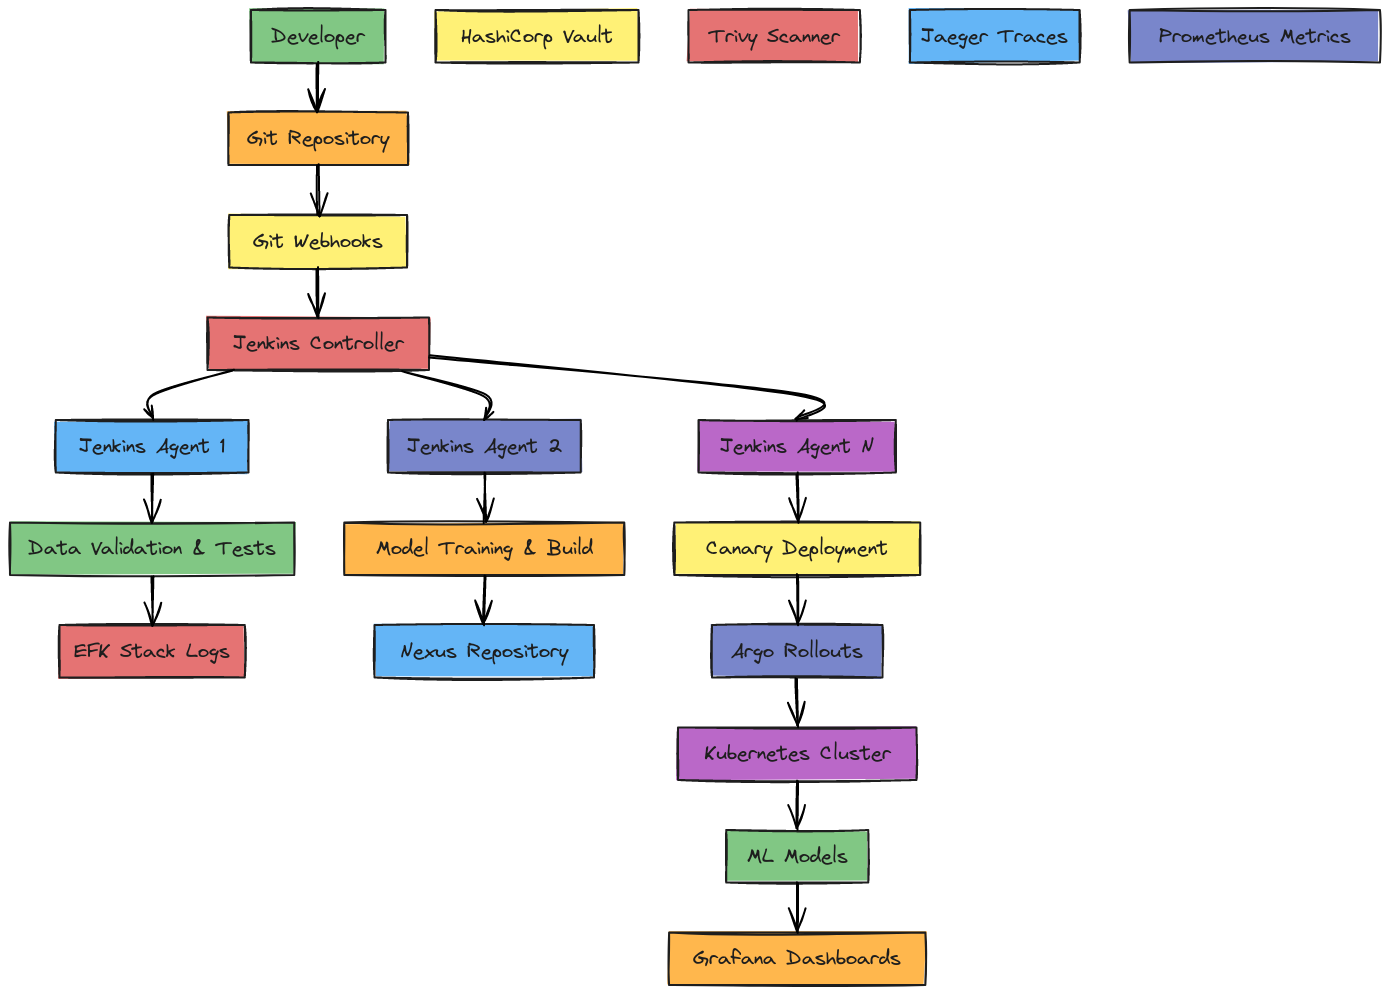 Developer
HashiCorp Vault
Trivy Scanner
Jaeger Traces
Prometheus Metrics
Git Repository
Git Webhooks
Jenkins Controller
Jenkins Agent 1
Jenkins Agent 2
Jenkins Agent N
Data Validation & Tests
Model Training & Build
Canary Deployment
EFK Stack Logs
Nexus Repository
Argo Rollouts
Kubernetes Cluster
ML Models
Grafana Dashboards